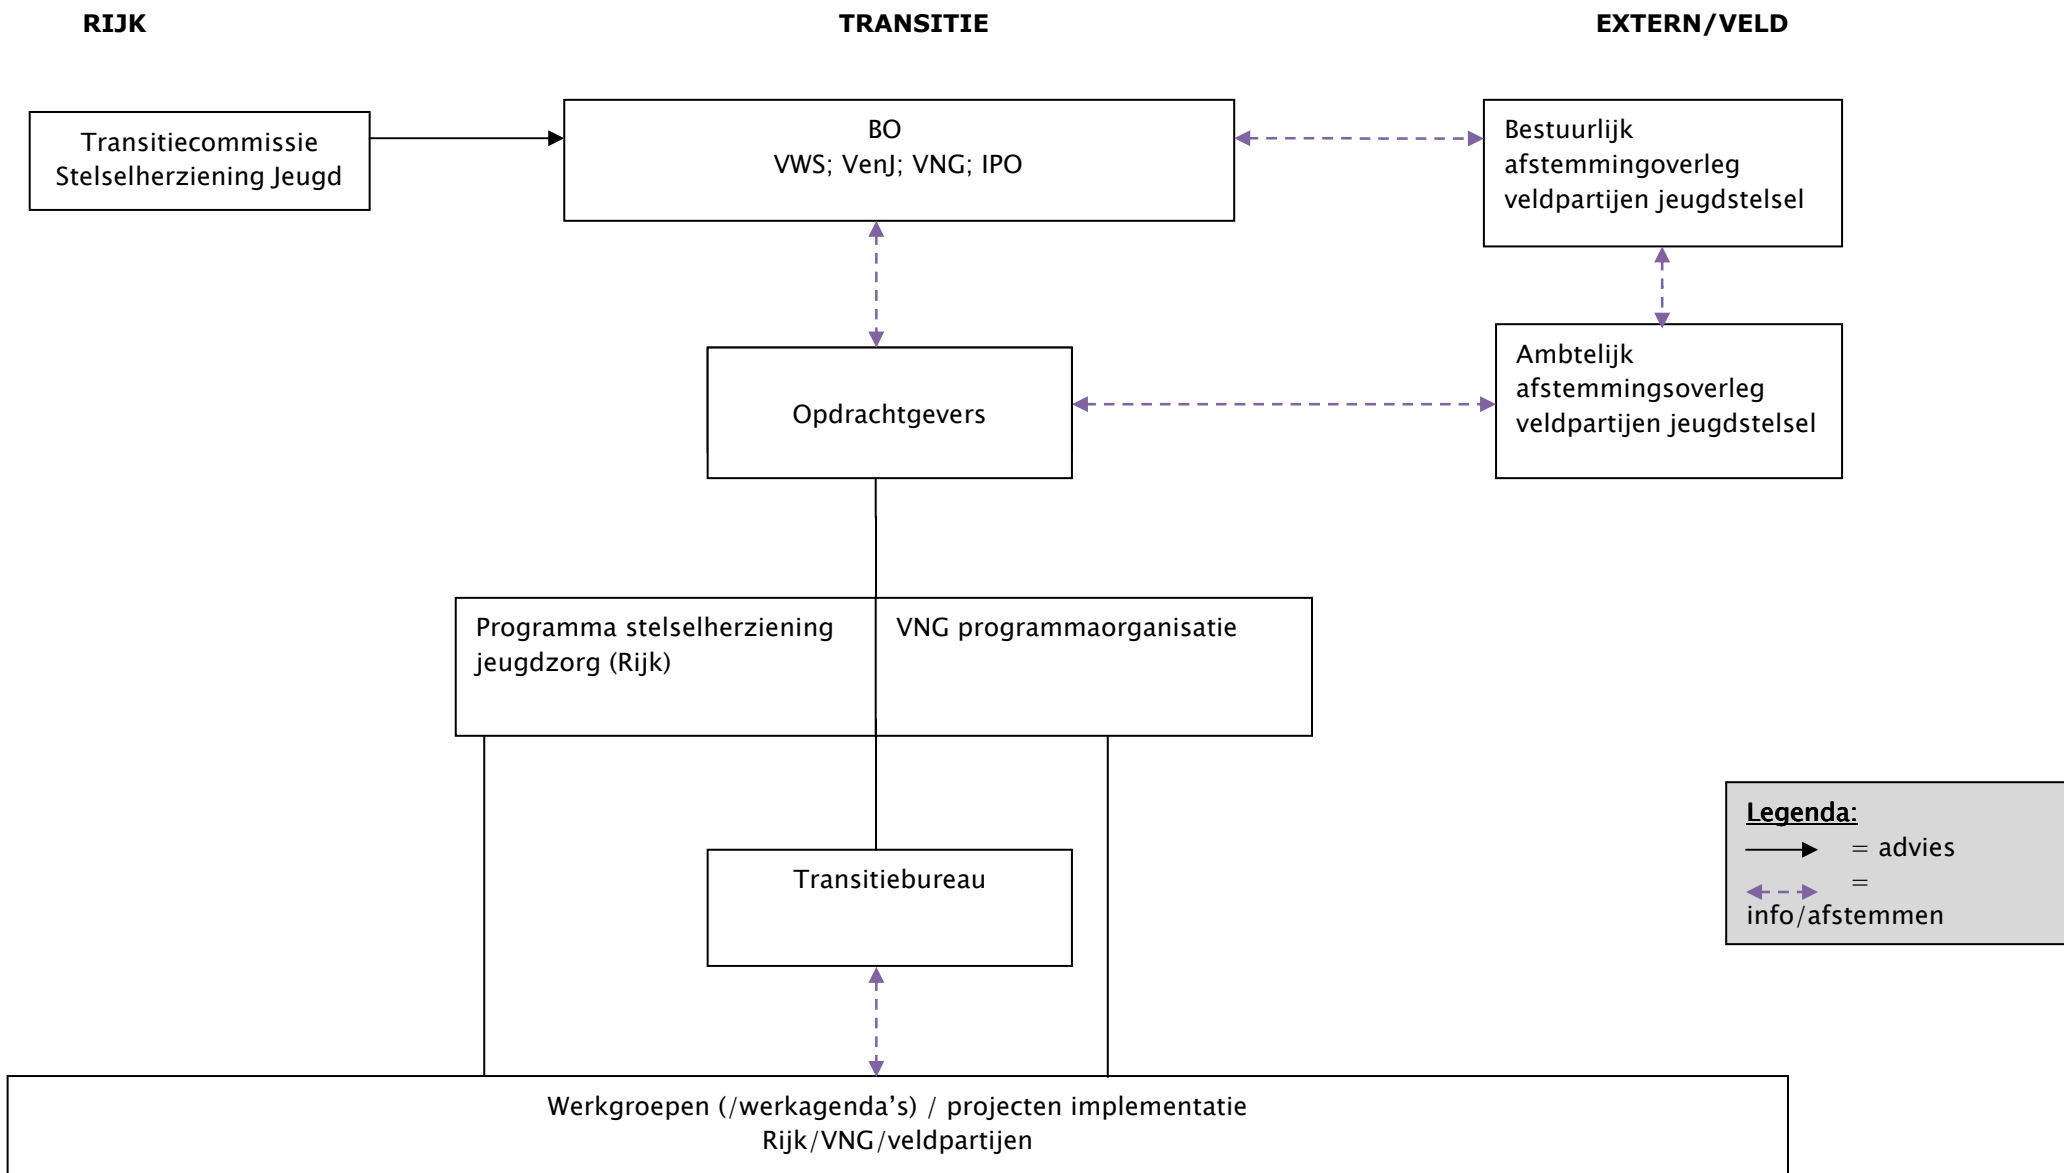 RIJK
TRANSITIE
EXTERN/VELD
Transitiecommissie
Stelselherziening Jeugd
BO
VWS; VenJ; VNG; IPO
Bestuurlijk
afstemmingoverleg
veldpartijen jeugdstelsel
Opdrachtgevers
Ambtelijk
afstemmingsoverleg
veldpartijen jeugdstelsel
Programma stelselherziening
jeugdzorg (Rijk)
VNG programmaorganisatie
Transitiebureau
Legenda:
= advies
=
info/afstemmen
Werkgroepen (/werkagenda’s) / projecten implementatie
Rijk/VNG/veldpartijen